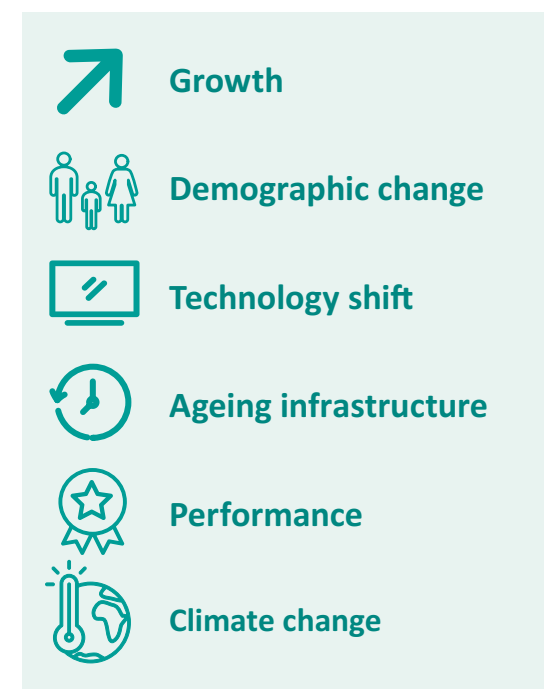 Growth
Demographic change
Technology shift
Ageing infrastructure
Performance
Climate change